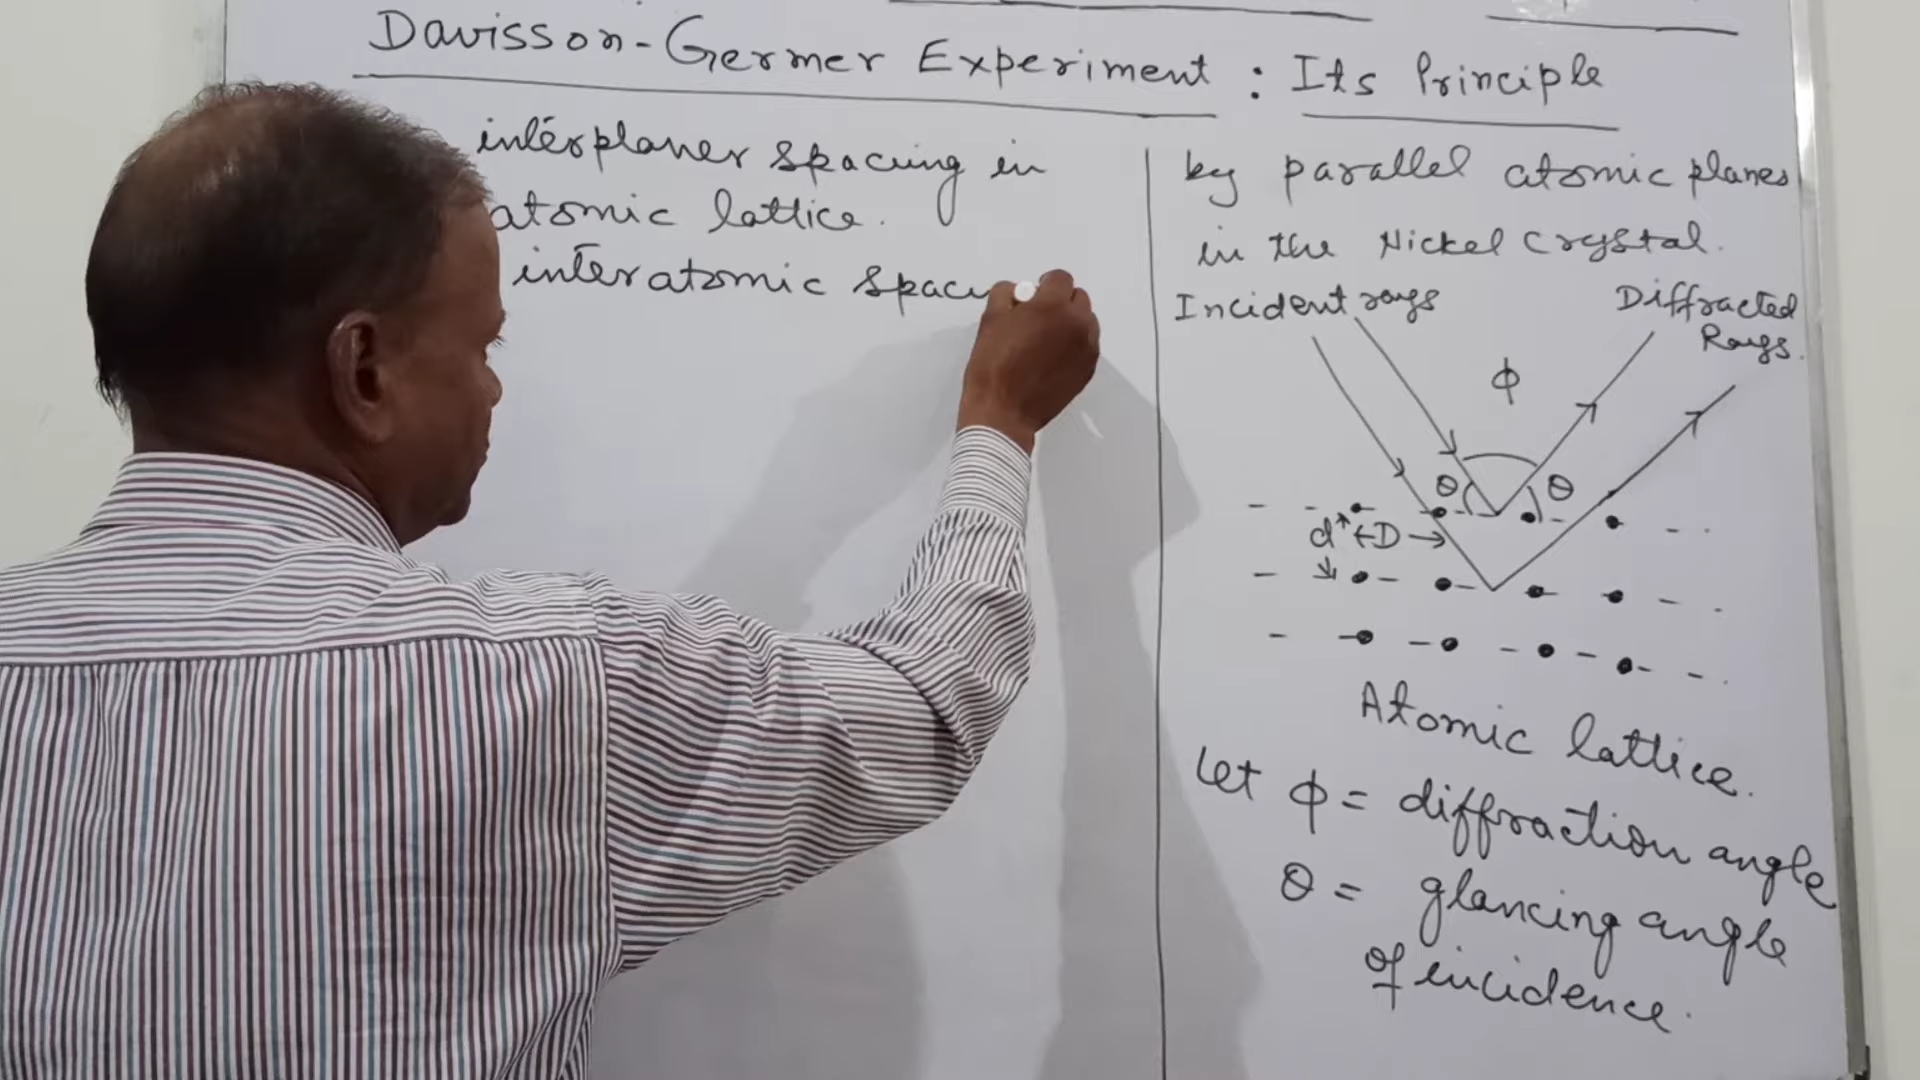 Davisson-Germer Experiment : Its Principle
interplaner spacing in
atomic lattice.
interatomic spacu
by parallel atomic planes
in the Nickel Crystal.
Incident rays
Diffracted
Rays.
ϕ
θ θ
d ←D→
Atomic lattice.
Let ϕ = diffraction angle
θ = glancing angle
of incidence.